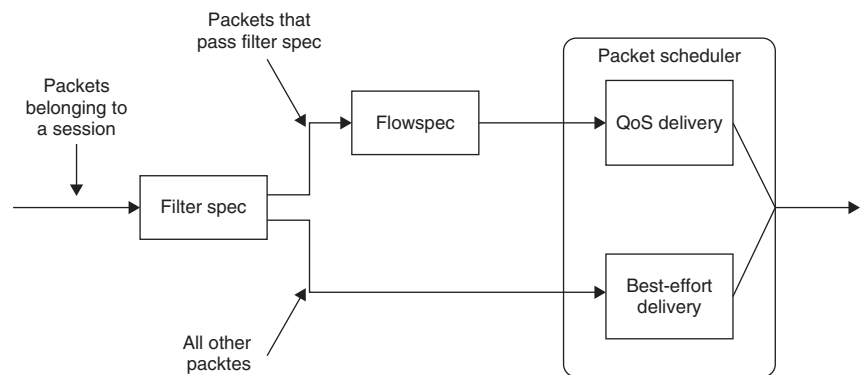 Packets that
pass filter spec
Packets
belonging to
a session
Packet scheduler
Flowspec
QoS delivery
Filter spec
Best-effort
delivery
All other
packtes